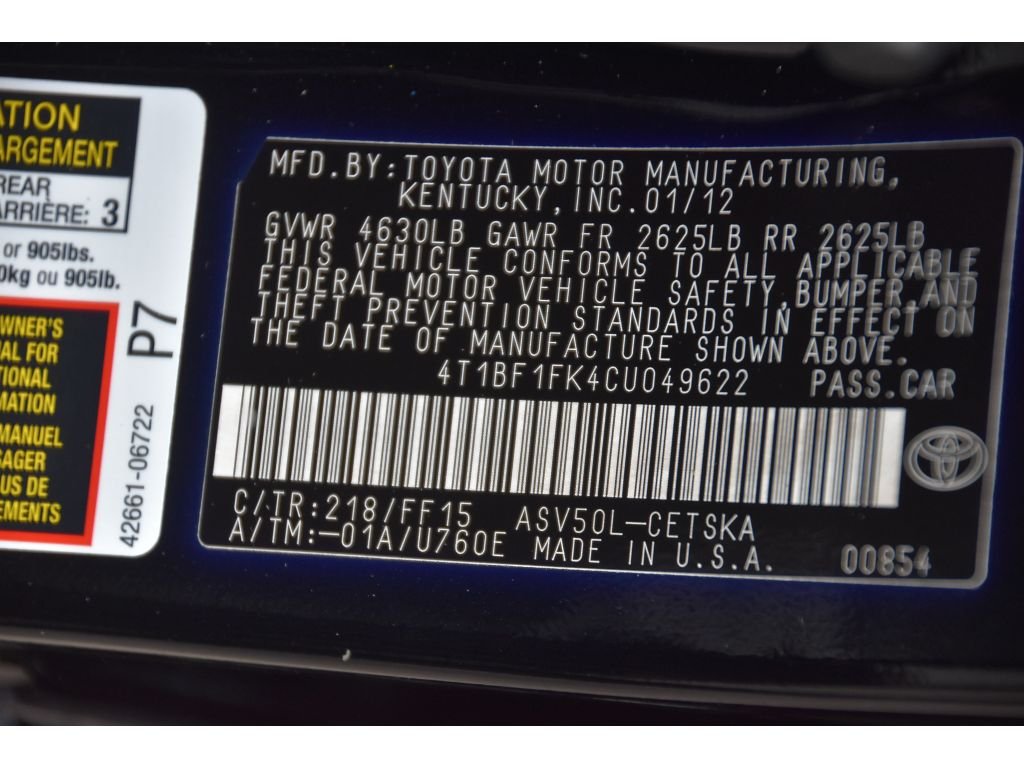 TION
ARGEMENT
REAR
ARRIÈRE: 3
or 905lbs.
0kg ou 905lb.
OWNER'S
AL FOR
TIONAL
MATION
MANUEL
AGER
US DE
EMENTS
42661-06722 P7
MFD.BY:TOYOTA MOTOR MANUFACTURING,
KENTUCKY,INC.01/12
GVWR 4630LB GAWR FR 2625LB RR 2625LB
THIS VEHICLE CONFORMS TO ALL APPLICABLE
FEDERAL MOTOR VEHICLE SAFETY,BUMPER,AND
THEFT PREVENTION STANDARDS IN EFFECT ON
THE DATE OF MANUFACTURE SHOWN ABOVE.
4T1BF1FK4CU049622 PASS.CAR
C/TR:218/FF15 ASV50L-CETSKA
A/TM:-01A/U760E MADE IN U.S.A. 00854